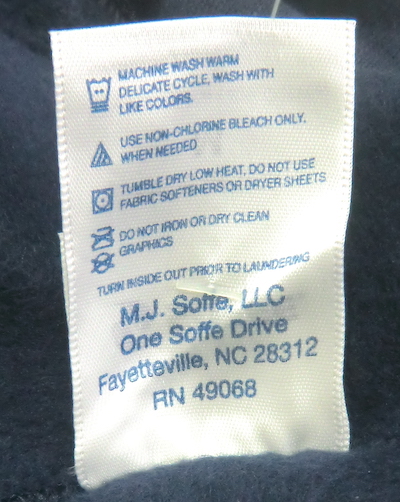 MACHINE WASH WARM
DELICATE CYCLE, WASH WITH
LIKE COLORS.
USE NON-CHLORINE BLEACH ONLY,
WHEN NEEDED
TUMBLE DRY LOW HEAT, DO NOT USE
FABRIC SOFTENERS OR DRYER SHEETS
DO NOT IRON OR DRY CLEAN
GRAPHICS
TURN INSIDE OUT PRIOR TO LAUNDERING
M.J. Soffe, LLC
One Soffe Drive
Fayetteville, NC 28312
RN 49068